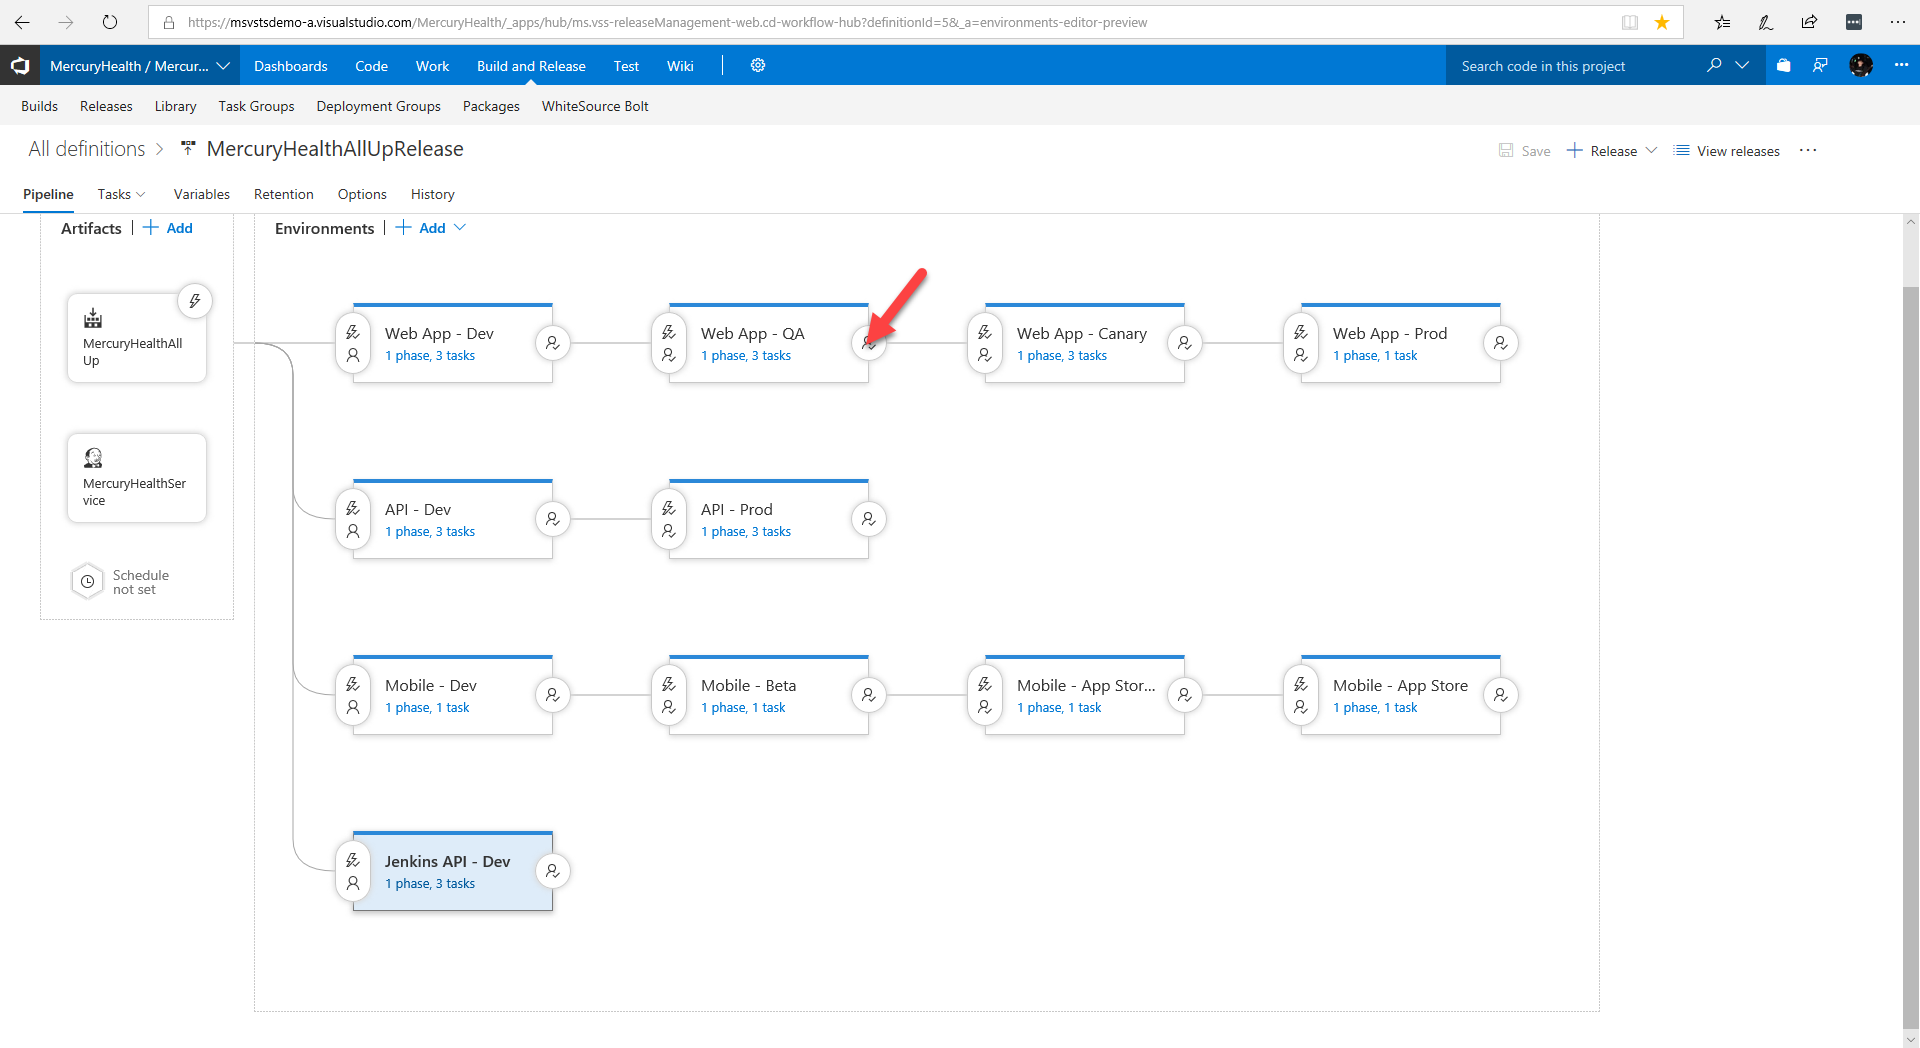 https://msvstsdemo-a.visualstudio.com/MercuryHealth/_apps/hub/ms.vss-releaseManagement-web.cd-workflow-hub?definitionId=5&_a=environments-editor-preview
MercuryHealth / Mercur... Dashboards Code Work Build and Release Test Wiki Search code in this project
Builds Releases Library Task Groups Deployment Groups Packages WhiteSource Bolt
All definitions > MercuryHealthAllUpRelease Save Release View releases
Pipeline Tasks Variables Retention Options History
Artifacts | + Add Environments | + Add
MercuryHealthAll
Up
Web App - Dev
1 phase, 3 tasks
Web App - QA
1 phase, 3 tasks
Web App - Canary
1 phase, 3 tasks
Web App - Prod
1 phase, 1 task
MercuryHealthSer
vice
API - Dev
1 phase, 3 tasks
API - Prod
1 phase, 3 tasks
Schedule
not set
Mobile - Dev
1 phase, 1 task
Mobile - Beta
1 phase, 1 task
Mobile - App Stor...
1 phase, 1 task
Mobile - App Store
1 phase, 1 task
Jenkins API - Dev
1 phase, 3 tasks